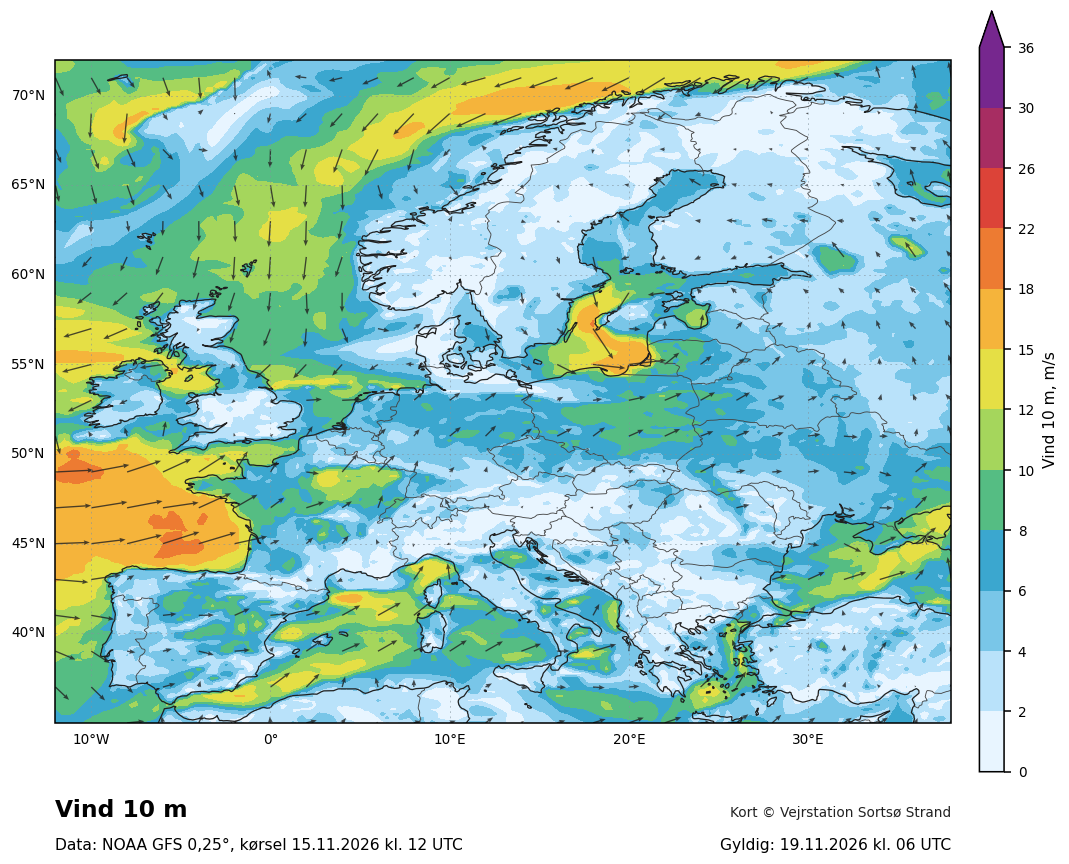 36
30
26
22
18
15
12
10
8
6
4
2
0
Vind 10 m, m/s
70°N
65°N
60°N
55°N
50°N
45°N
40°N
10°W
0°
10°E
20°E
30°E
Vind 10 m
Kort © Vejrstation Sortsø Strand
Data: NOAA GFS 0,25°, kørsel 15.11.2026 kl. 12 UTC
Gyldig: 19.11.2026 kl. 06 UTC